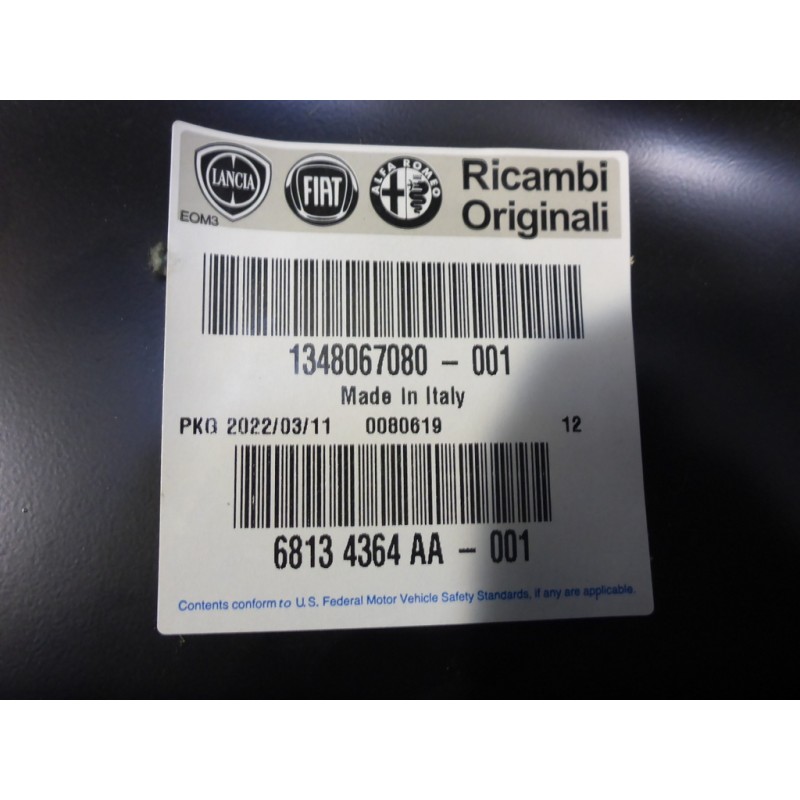 LANCIA FIAT ALFA ROMEO Ricambi
Originali
EOM3
1348067080 - 001
Made In Italy
PKG 2022/03/11 0080619 12
6813 4364 AA - 001
Contents conform to U.S. Federal Motor Vehicle Safety Standards, if any are applicable.